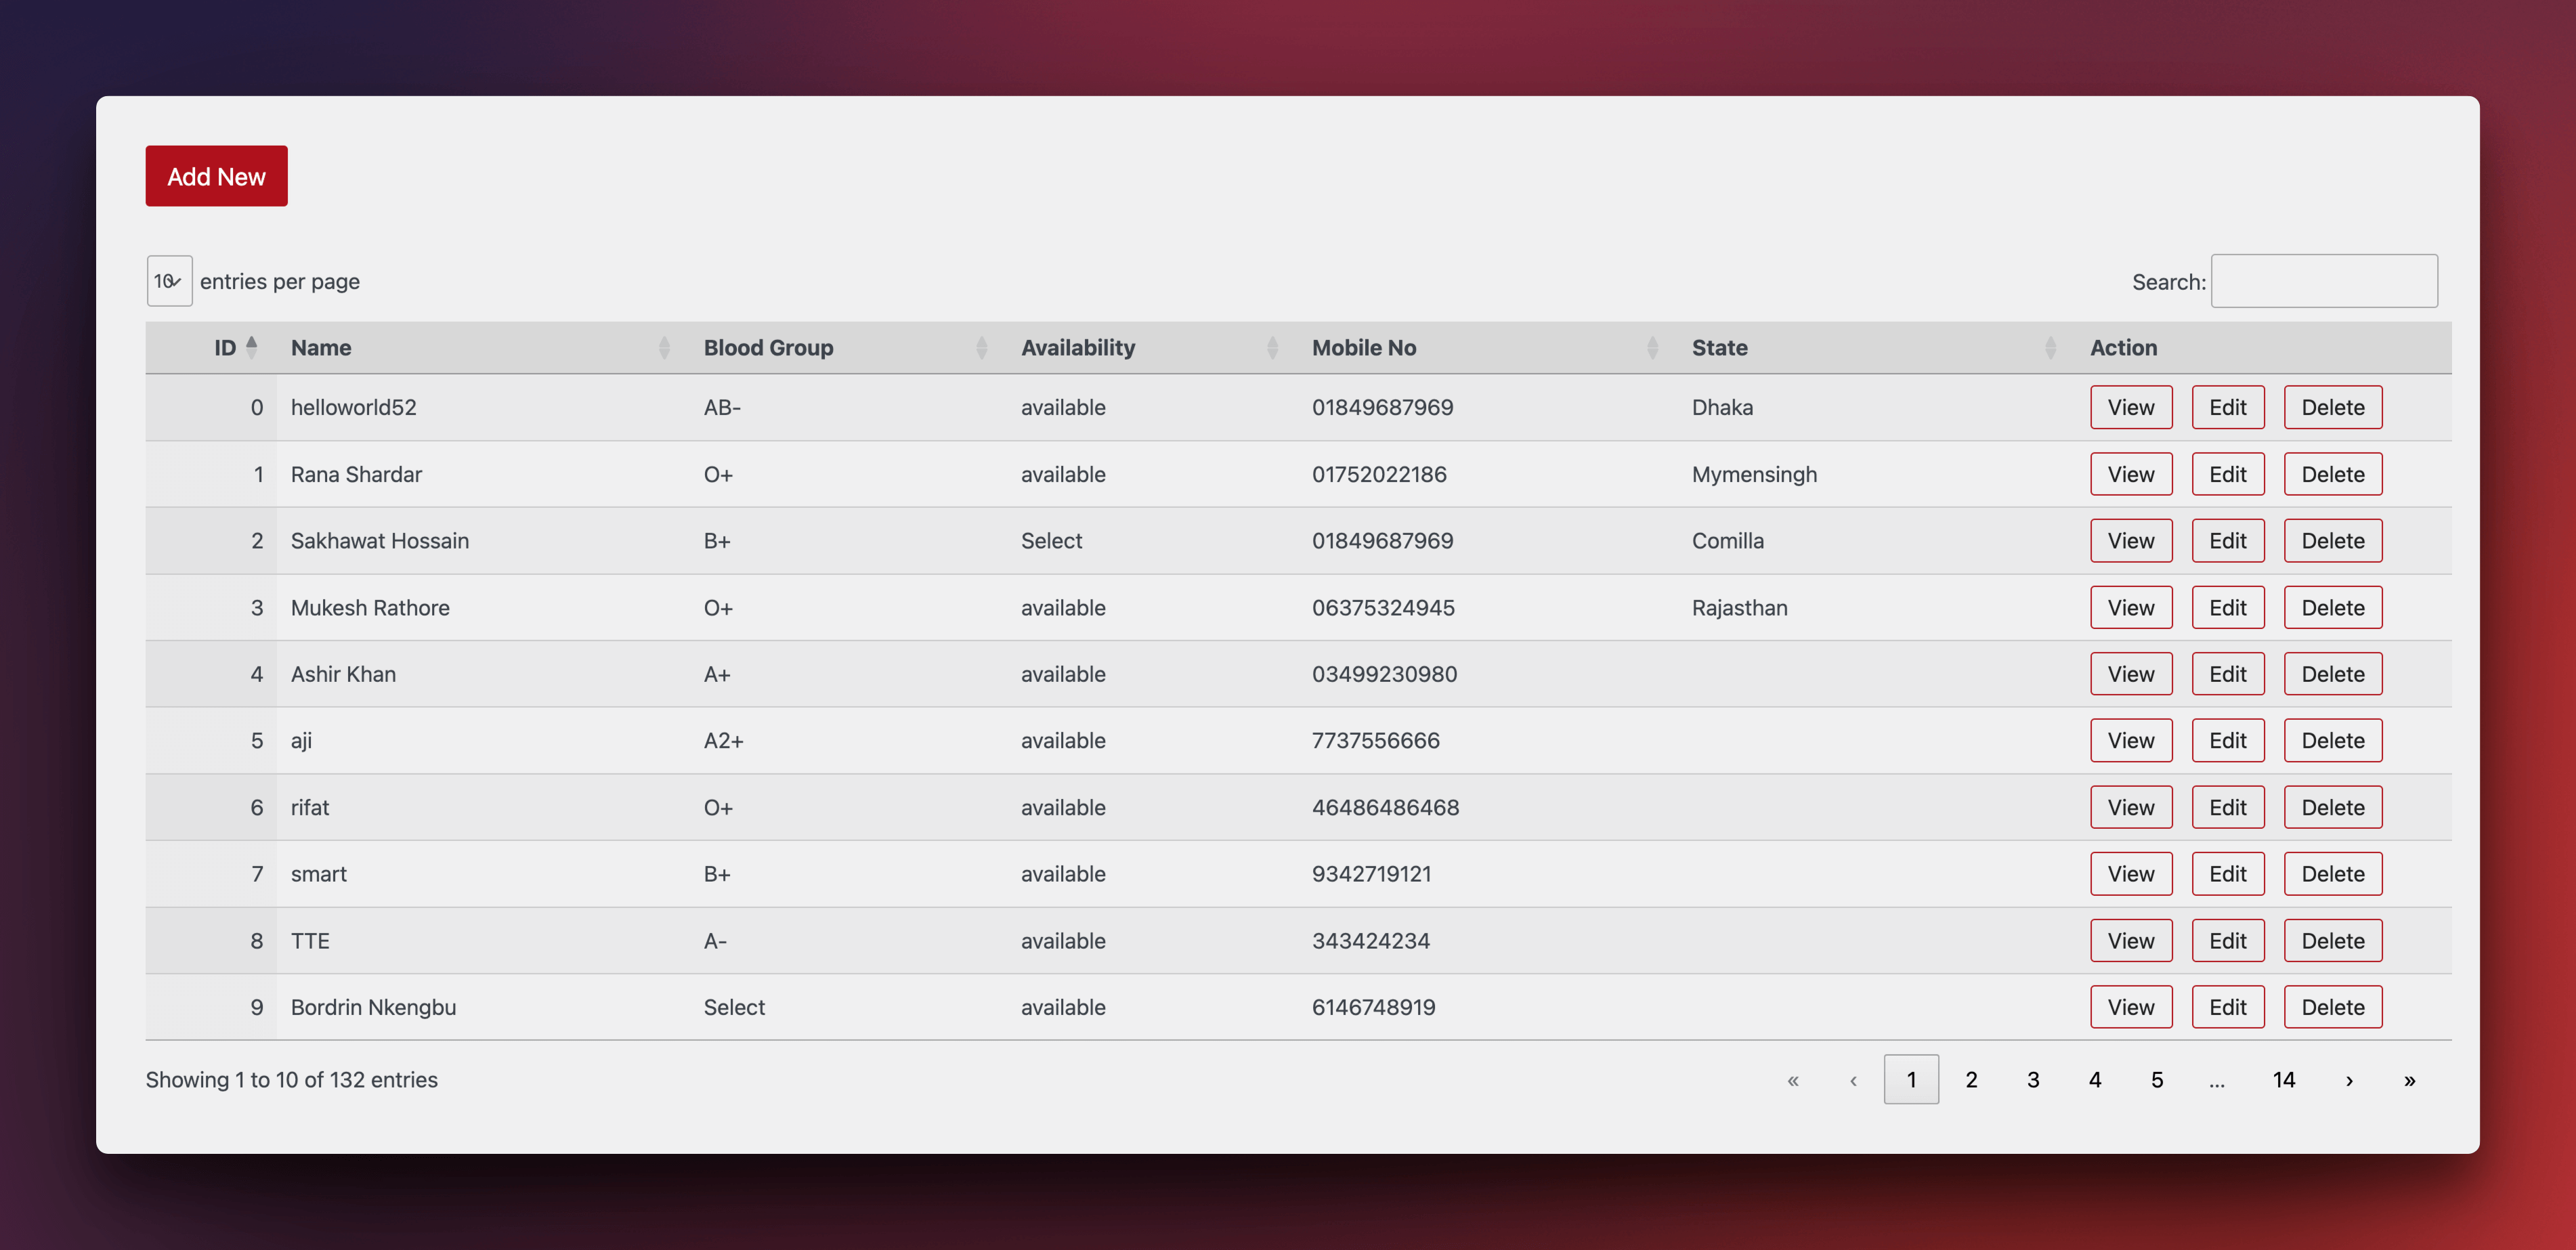 Add New
10 entries per page Search:
ID Name Blood Group Availability Mobile No State Action
0 helloworld52 AB- available 01849687969 Dhaka View Edit Delete
1 Rana Shardar O+ available 01752022186 Mymensingh View Edit Delete
2 Sakhawat Hossain B+ Select 01849687969 Comilla View Edit Delete
3 Mukesh Rathore O+ available 06375324945 Rajasthan View Edit Delete
4 Ashir Khan A+ available 03499230980 View Edit Delete
5 aji A2+ available 7737556666 View Edit Delete
6 rifat O+ available 46486486468 View Edit Delete
7 smart B+ available 9342719121 View Edit Delete
8 TTE A- available 343424234 View Edit Delete
9 Bordrin Nkengbu Select available 6146748919 View Edit Delete
Showing 1 to 10 of 132 entries « ‹ 1 2 3 4 5 ... 14 › »